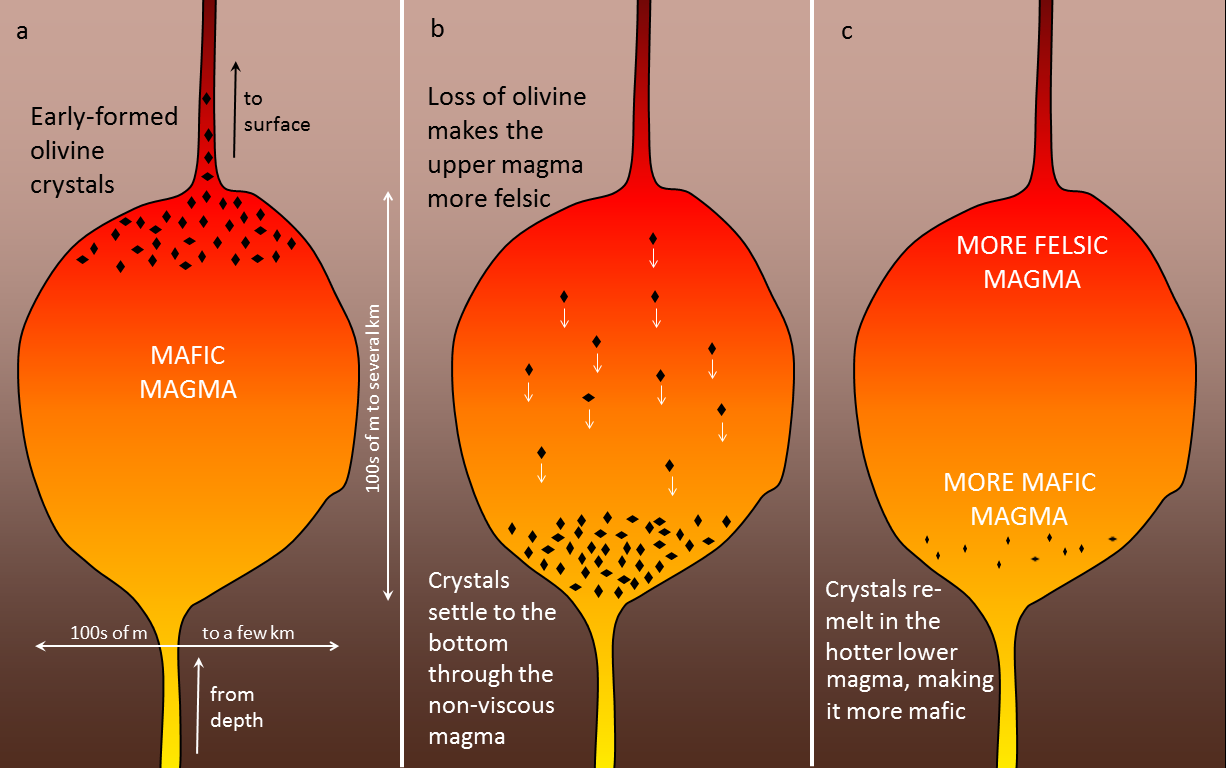 a
Early-formed
olivine
crystals
to
surface
MAFIC
MAGMA
100s of m to several km
100s of m
to a few km
from
depth
b
Loss of olivine
makes the
upper magma
more felsic
Crystals
settle to the
bottom
through the
non-viscous
magma
c
MORE FELSIC
MAGMA
MORE MAFIC
MAGMA
Crystals re-
melt in the
hotter lower
magma, making
it more mafic